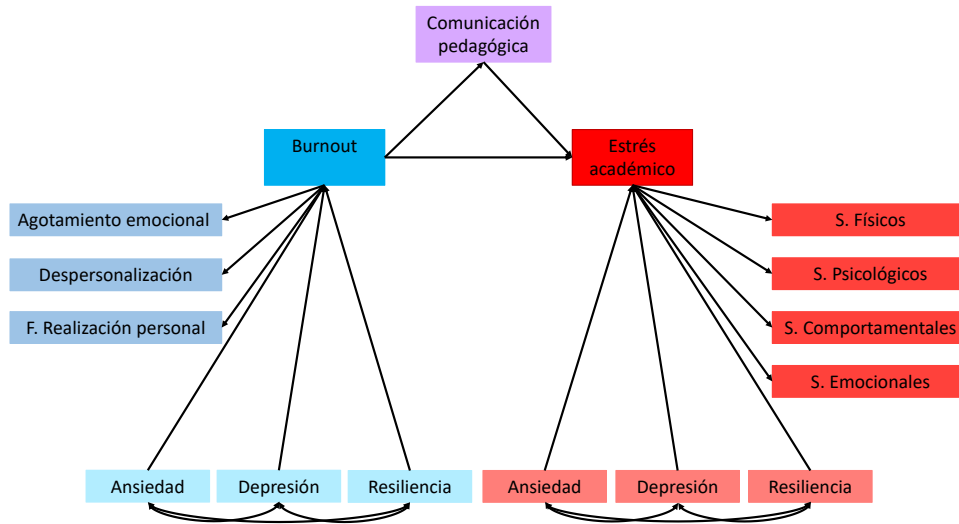 Comunicación
pedagógica
Burnout
Estrés
académico
Agotamiento emocional
S. Físicos
Despersonalización
S. Psicológicos
F. Realización personal
S. Comportamentales
S. Emocionales
Ansiedad
Depresión
Resiliencia
Ansiedad
Depresión
Resiliencia